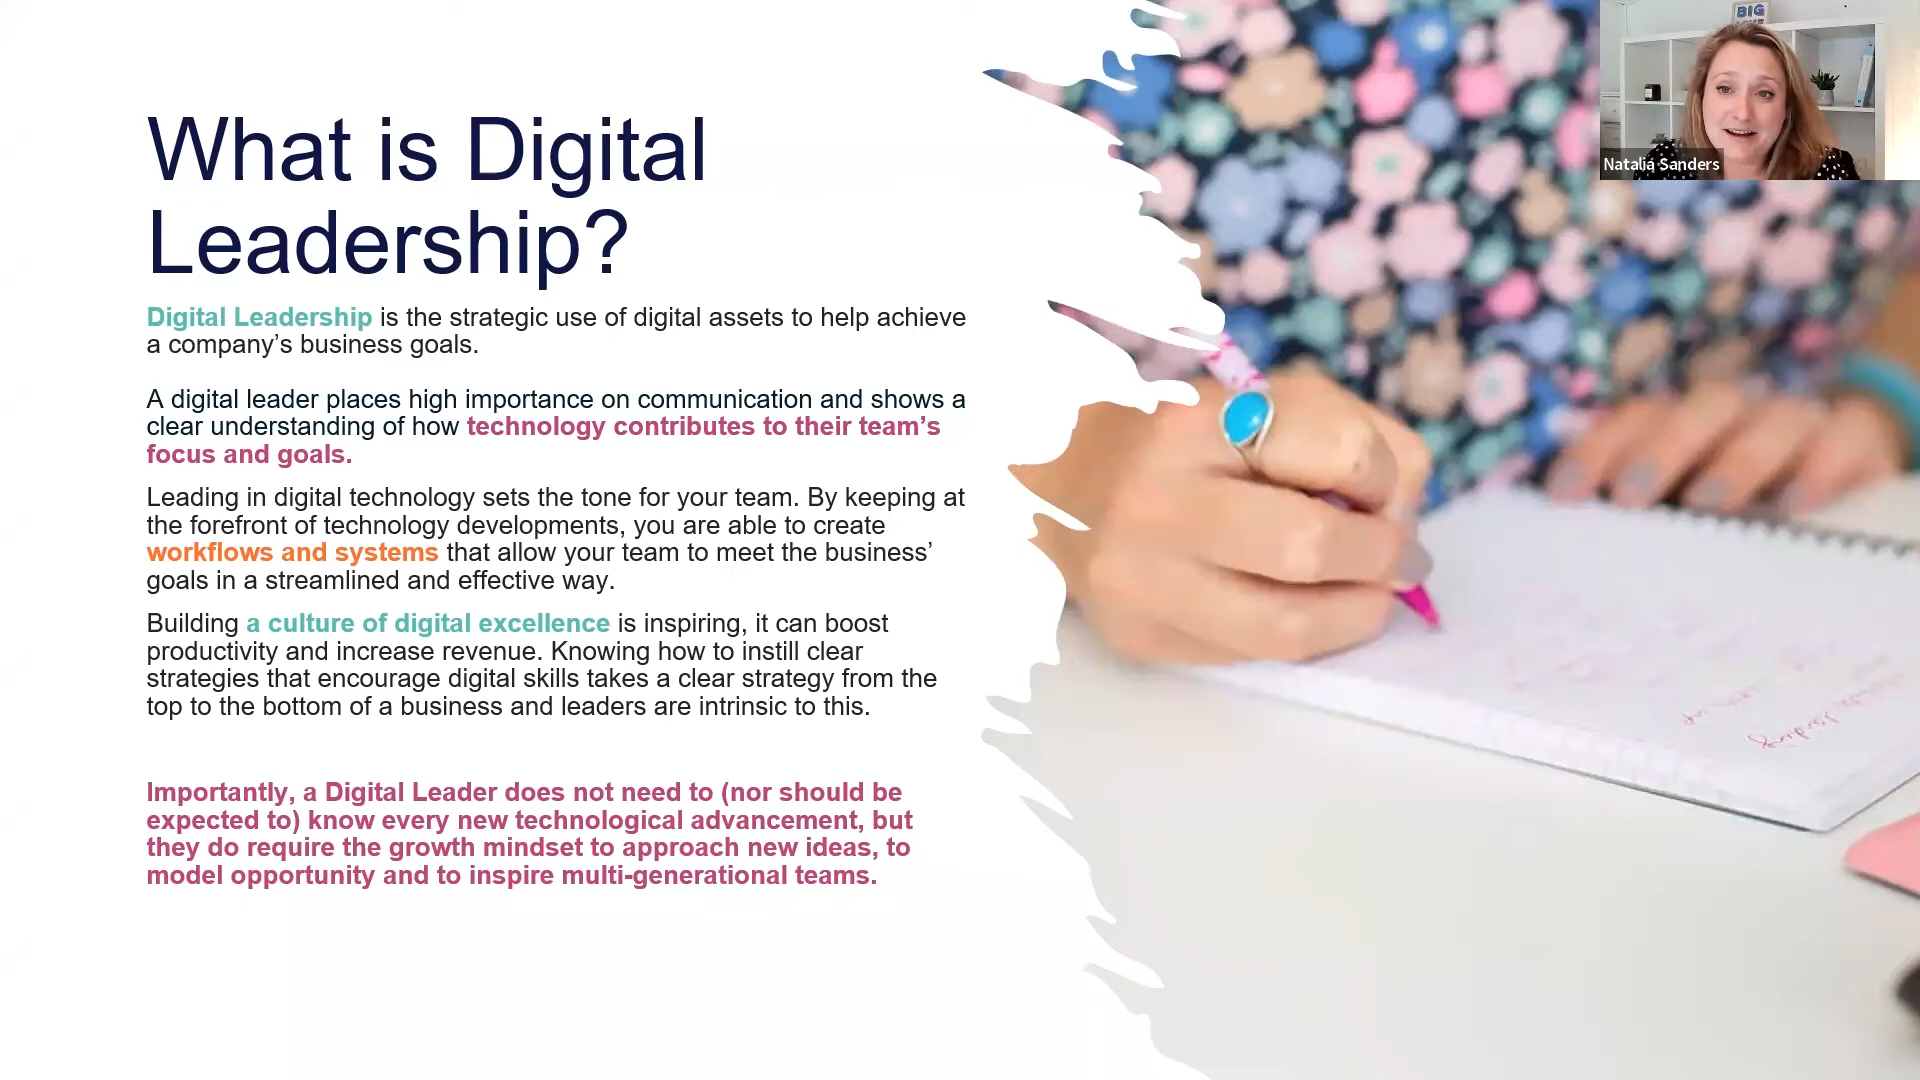 What is Digital
Leadership?
Digital Leadership is the strategic use of digital assets to help achieve
a company’s business goals.
A digital leader places high importance on communication and shows a
clear understanding of how technology contributes to their team’s
focus and goals.
Leading in digital technology sets the tone for your team. By keeping at
the forefront of technology developments, you are able to create
workflows and systems that allow your team to meet the business’
goals in a streamlined and effective way.
Building a culture of digital excellence is inspiring, it can boost
productivity and increase revenue. Knowing how to instill clear
strategies that encourage digital skills takes a clear strategy from the
top to the bottom of a business and leaders are intrinsic to this.
Importantly, a Digital Leader does not need to (nor should be
expected to) know every new technological advancement, but
they do require the growth mindset to approach new ideas, to
model opportunity and to inspire multi-generational teams.
BIG
Natalia Sanders